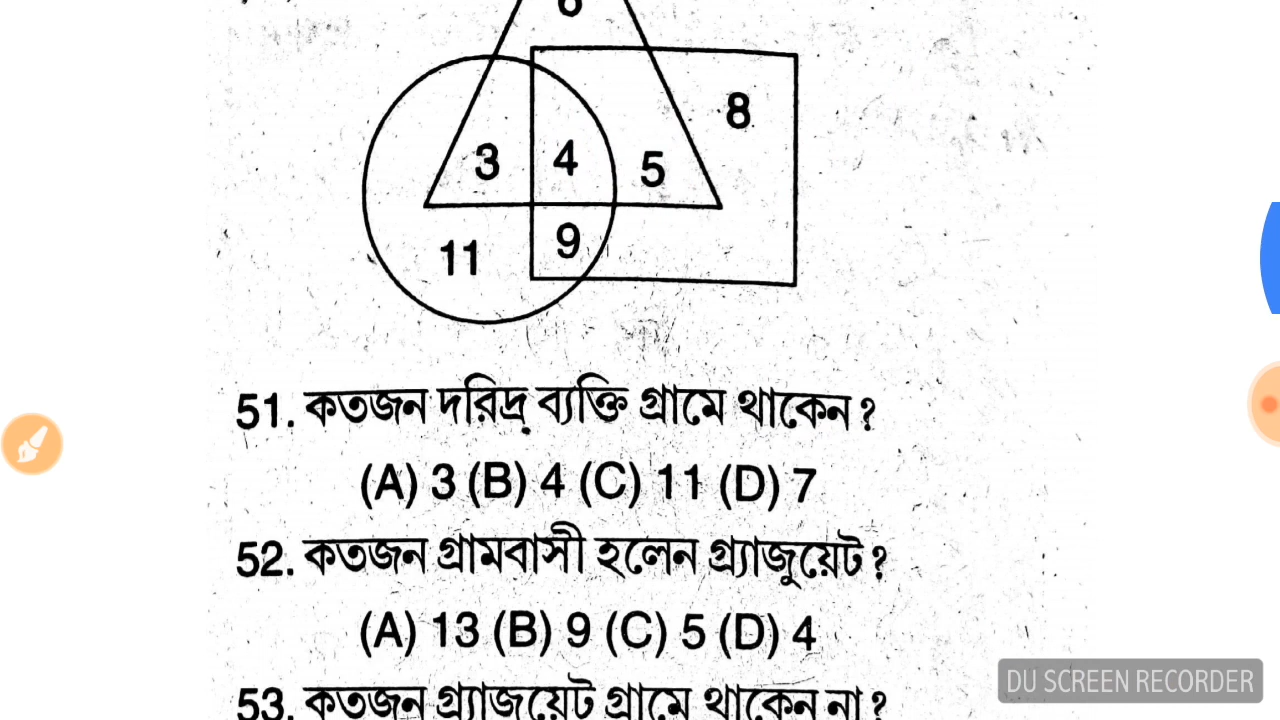 8
3 4 5
11 9
51. কতজন দরিদ্র ব্যক্তি গ্রামে থাকেন?
(A) 3 (B) 4 (C) 11 (D) 7
52. কতজন গ্রামবাসী হলেন গ্র্যাজুয়েট?
(A) 13 (B) 9 (C) 5 (D) 4
53. কতজন গ্র্যাজুয়েট গ্রামে থাকেন না?
DU SCREEN RECORDER